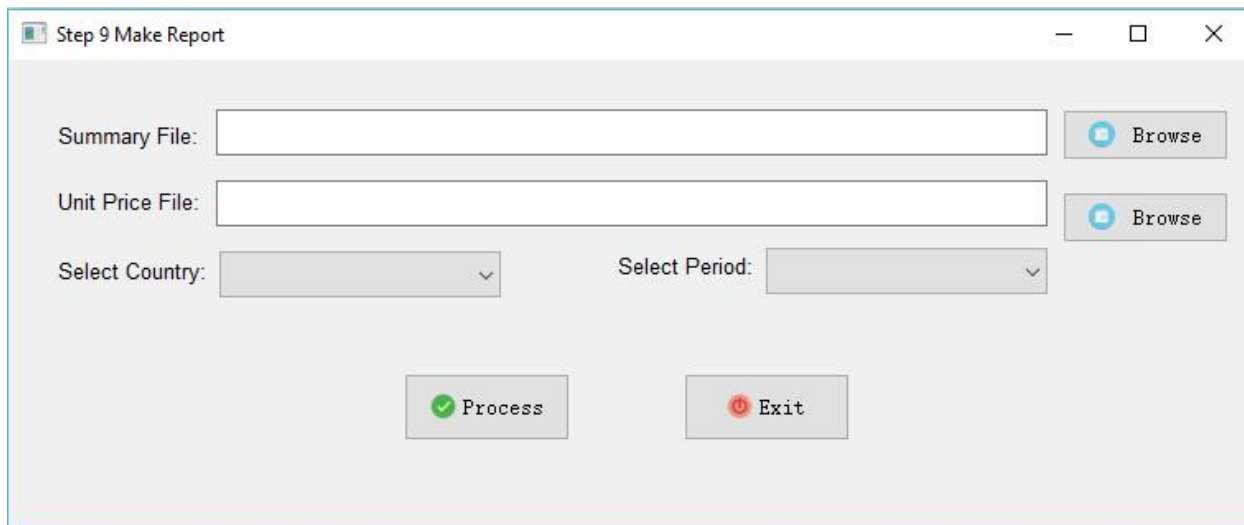 Step 9 Make Report
Summary File: Browse
Unit Price File: Browse
Select Country: Select Period:
Process Exit